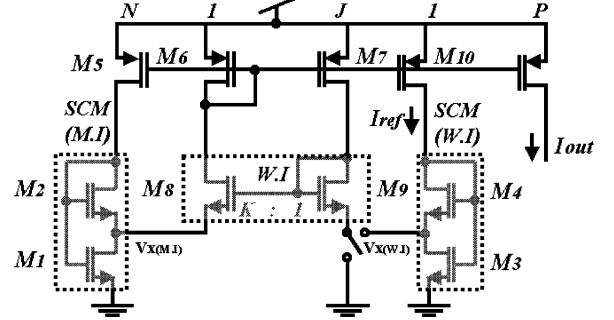 N 1 J 1 P
M5 M6 M7 M10
SCM
(M.I)
Iref
SCM
(W.I)
Iout
M2 M8 W.I M9 M4
K : 1
Vx(M.I) Vx(W.I)
M1 M3